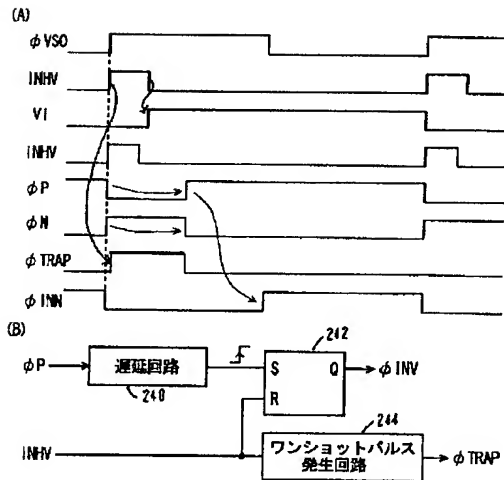 (A)
φVSO
INHV
VI
INHV
φP
φN
φTRAP
φINN
(B)
242
φP
遅延回路
S
Q
φINV
R
240
244
INHV
ワンショットパルス
発生回路
φTRAP